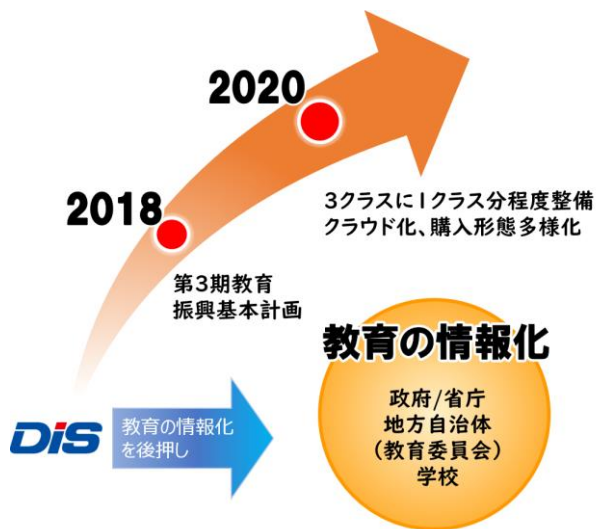 2020
3クラスに1クラス分程度整備
クラウド化、購入形態多様化
2018
第3期教育
振興基本計画
教育の情報化
政府/省庁
地方自治体
(教育委員会)
学校
DiS
教育の情報化
を後押し